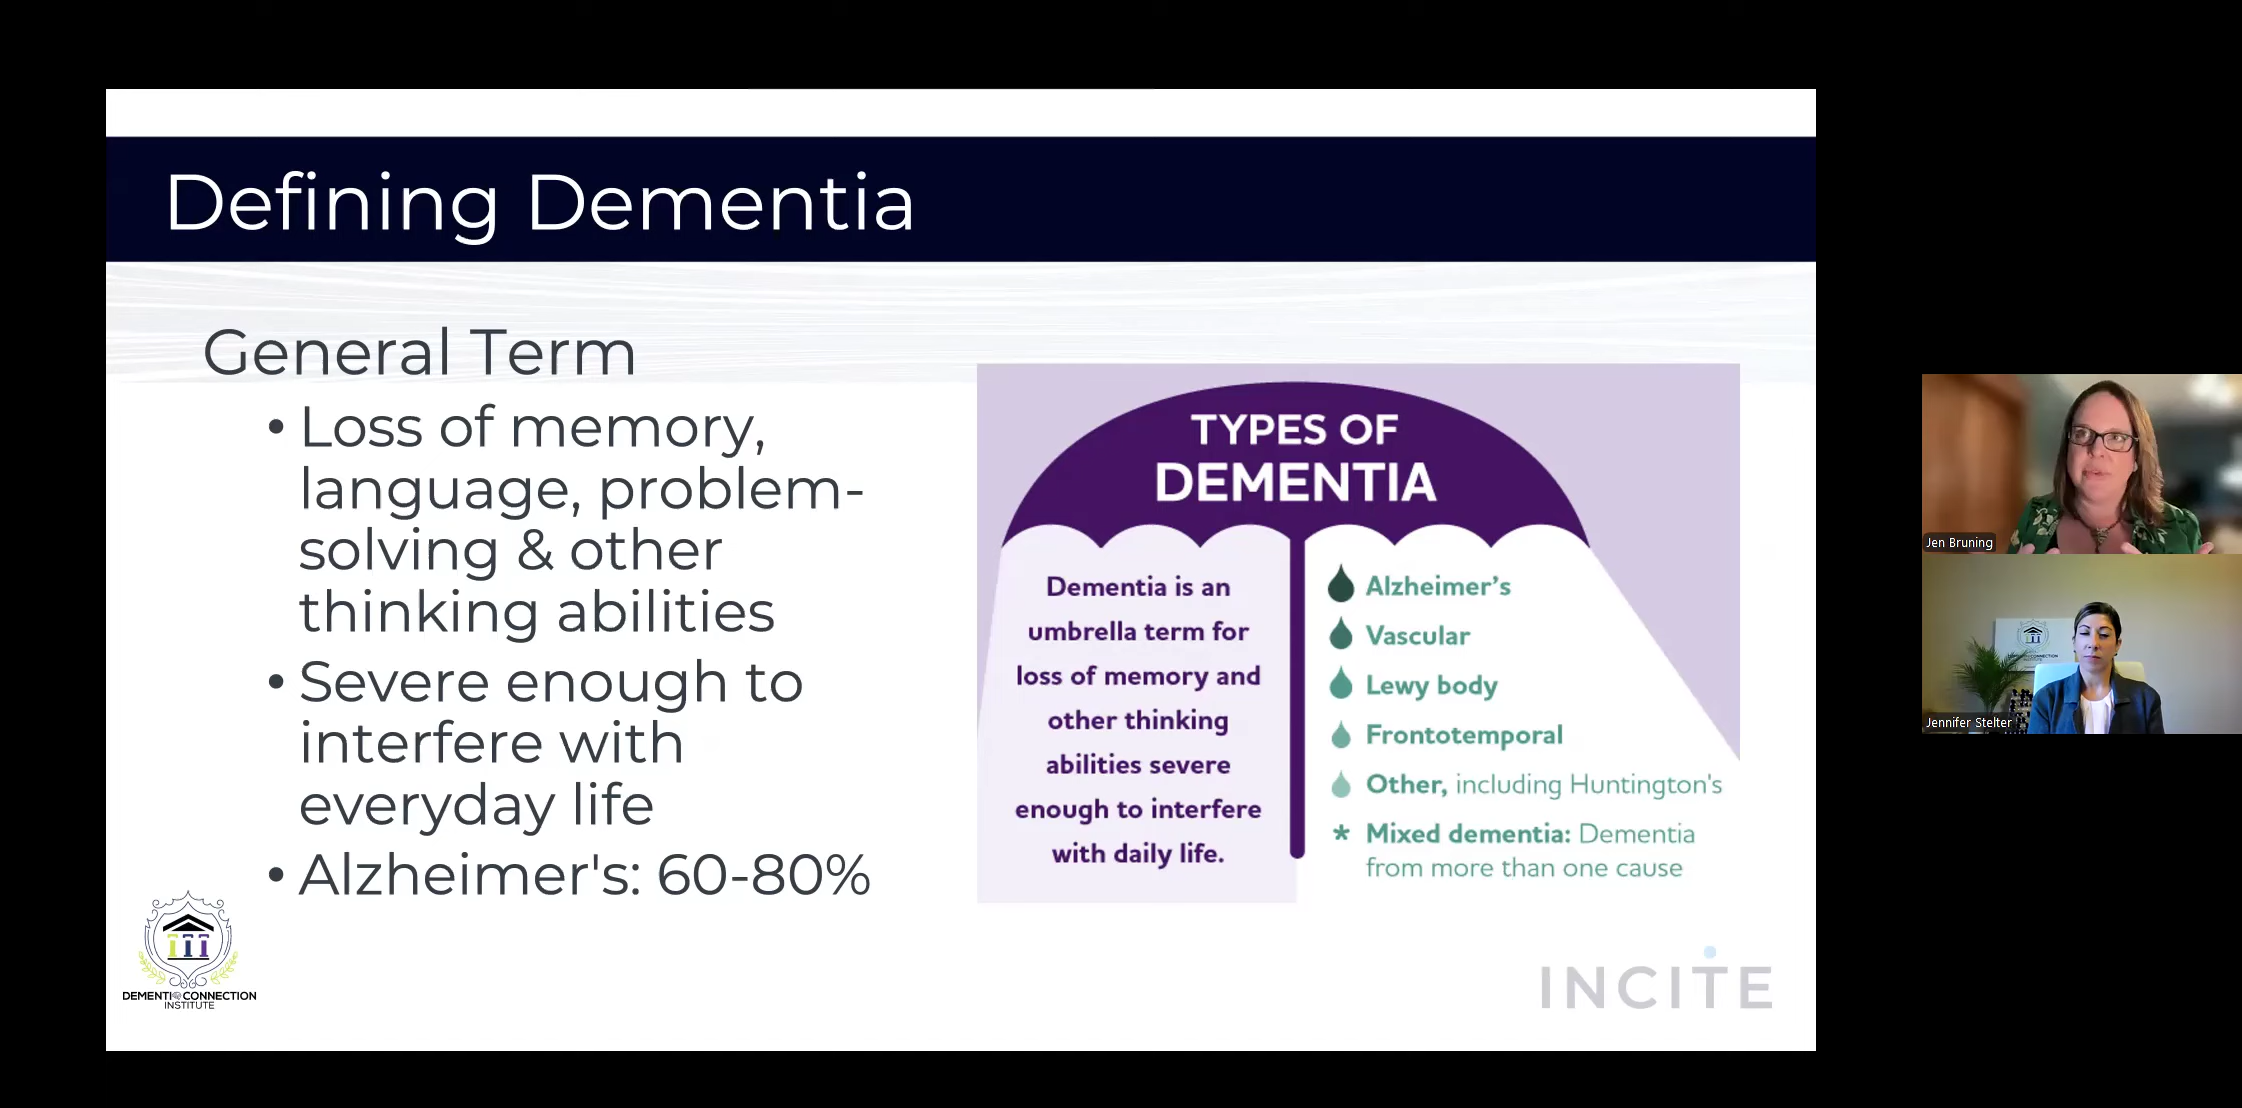 Defining Dementia
General Term
• Loss of memory,
language, problem-
solving & other
thinking abilities
• Severe enough to
interfere with
everyday life
• Alzheimer's: 60-80%
TYPES OF
DEMENTIA
Dementia is an
umbrella term for
loss of memory and
other thinking
abilities severe
enough to interfere
with daily life.
Alzheimer’s
Vascular
Lewy body
Frontotemporal
Other, including Huntington's
* Mixed dementia: Dementia
from more than one cause
DEMENTIA CONNECTION
INSTITUTE
INCITE
Jen Bruning
Jennifer Stelter